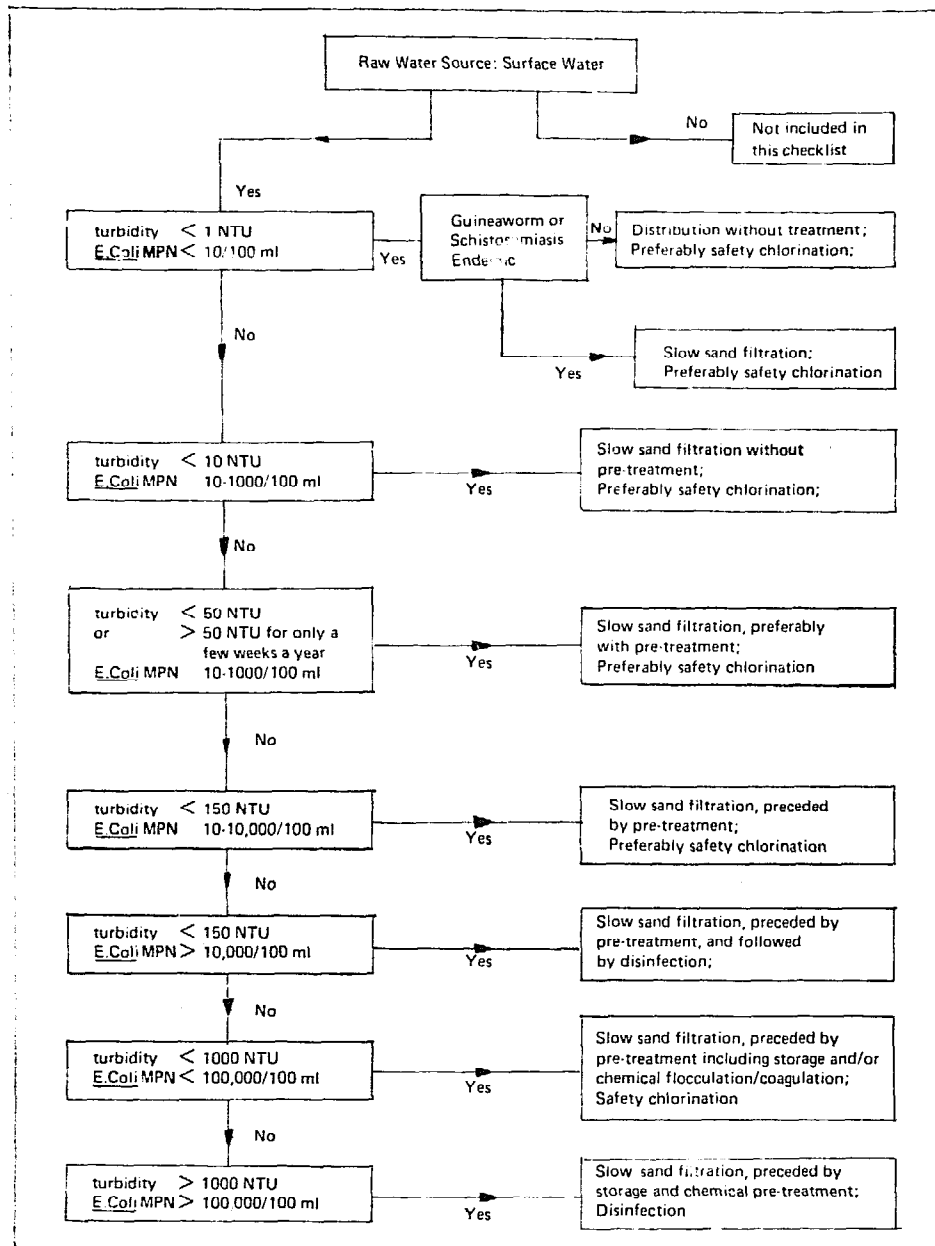 Raw Water Source: Surface Water
No
Not included in
this checklist
Yes
turbidity < 1 NTU
E.Coli MPN < 10/100 ml
Yes
Guineaworm or
Endemic
No
Distribution without treatment;
Preferably safety chlorination;
No
Yes
Slow sand filtration;
Preferably safety chlorination
turbidity < 10 NTU
E.Coli MPN 10-1000/100 ml
Yes
Slow sand filtration without
pre-treatment;
Preferably safety chlorination;
No
turbidity < 50 NTU
or > 50 NTU for only a
few weeks a year
E.Coli MPN 10-1000/100 ml
Yes
Slow sand filtration, preferably
with pre-treatment;
Preferably safety chlorination
No
turbidity < 150 NTU
E.Coli MPN 10-10,000/100 ml
Yes
Slow sand filtration, preceded
by pre-treatment;
Preferably safety chlorination
No
turbidity < 150 NTU
E.Coli MPN > 10,000/100 ml
Yes
Slow sand filtration, preceded by
pre-treatment, and followed
by disinfection;
No
turbidity < 1000 NTU
E.Coli MPN < 100,000/100 ml
Yes
Slow sand filtration, preceded by
pre-treatment including storage and/or
chemical flocculation/coagulation;
Safety chlorination
No
turbidity > 1000 NTU
E.Coli MPN > 100,000/100 ml
Yes
Slow sand filtration, preceded by
storage and chemical pre-treatment;
Disinfection